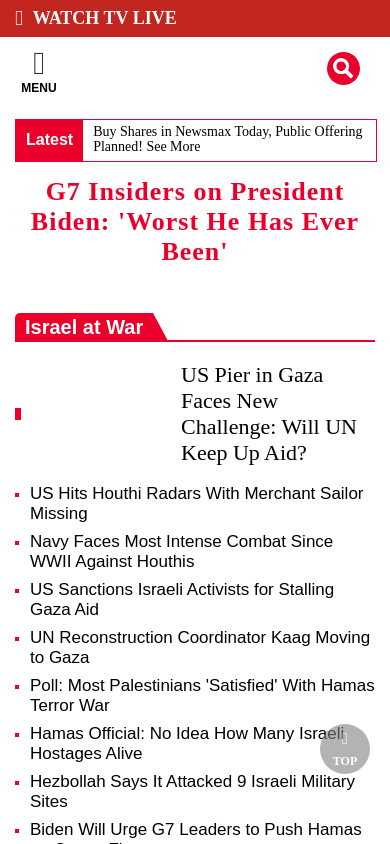 WATCH TV LIVE
MENU
Latest
Buy Shares in Newsmax Today, Public Offering
Planned! See More
G7 Insiders on President
Biden: 'Worst He Has Ever
Been'
Israel at War
US Pier in Gaza
Faces New
Challenge: Will UN
Keep Up Aid?
US Hits Houthi Radars With Merchant Sailor
Missing
Navy Faces Most Intense Combat Since
WWII Against Houthis
US Sanctions Israeli Activists for Stalling
Gaza Aid
UN Reconstruction Coordinator Kaag Moving
to Gaza
Poll: Most Palestinians 'Satisfied' With Hamas
Terror War
Hamas Official: No Idea How Many Israeli
Hostages Alive
TOP
Hezbollah Says It Attacked 9 Israeli Military
Sites
Biden Will Urge G7 Leaders to Push Hamas